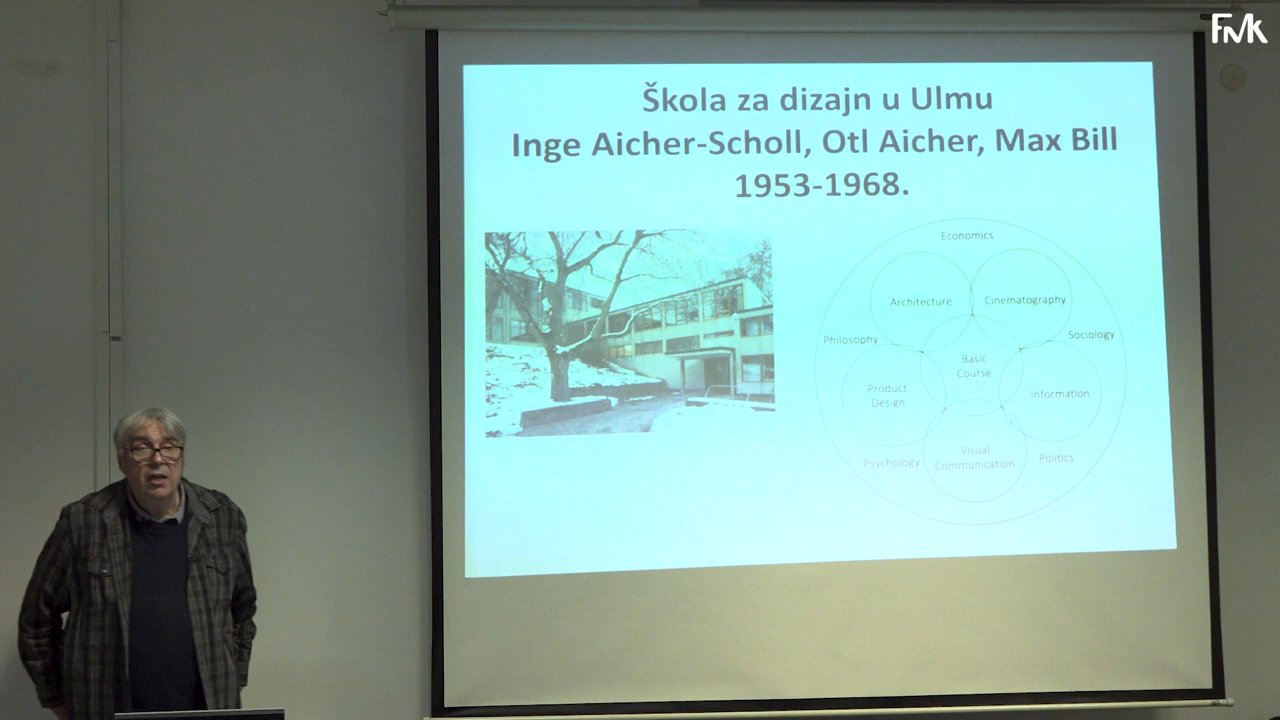 FMK
Škola za dizajn u Ulmu
Inge Aicher-Scholl, Otl Aicher, Max Bill
1953-1968.
Economics
Architecture
Cinematography
Philosophy
Sociology
Basic
Course
Product
Design
Information
Visual
Communication
Psychology
Politics